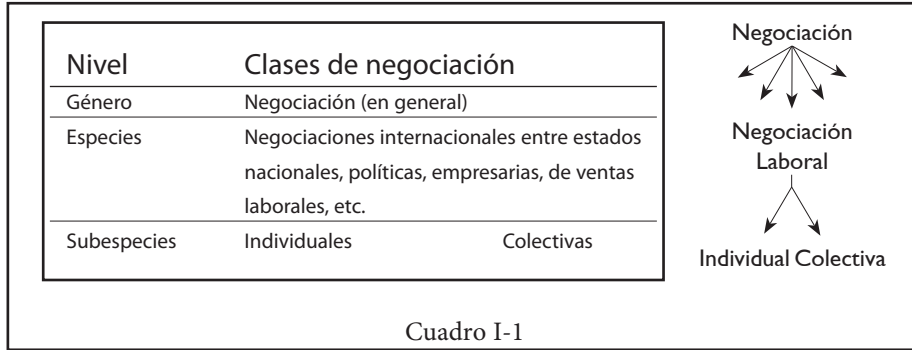 Nivel Clases de negociación
Género Negociación (en general)
Especies Negociaciones internacionales entre estados
nacionales, políticas, empresarias, de ventas
laborales, etc.
Subespecies Individuales Colectivas
Negociación
Negociación
Laboral
Individual Colectiva
Cuadro I-1